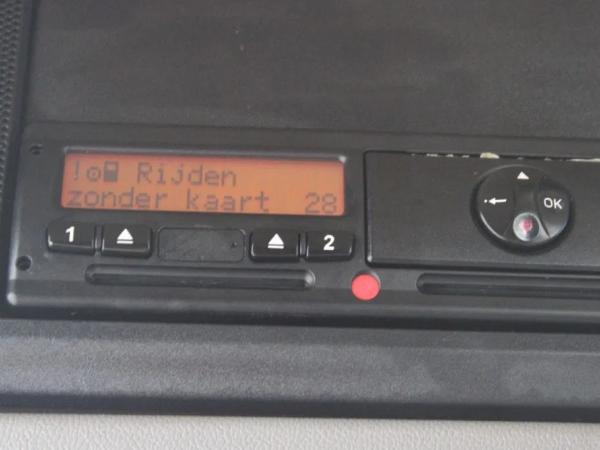 ! Rijden
zonder kaart 28
1 2
OK